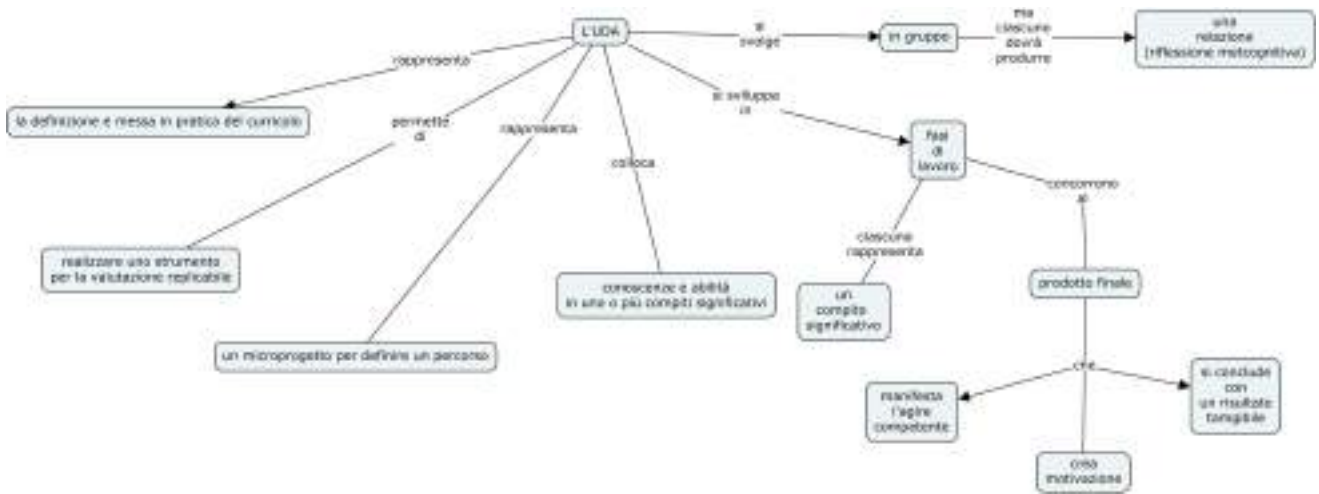 L'UDA
si
svolge
in gruppo
ma
ciascuno
dovrà
produrre
una
relazione
(riflessione metcognitiva)
rappresenta
la definizione e messa in pratica del curricolo
permette
di
realizzare uno strumento
per la valutazione replicabile
rappresenta
un microprogetto per definire un percorso
colloca
conoscenze e abilità
in uno o più compiti significativi
si sviluppa
in
fasi
di
lavoro
ciascuno
rappresenta
un
compito
significativo
concorrono
al
prodotto finale
che
manifesta
l'agire
competente
crea
motivazione
si conclude
con
un risultato
tangibile